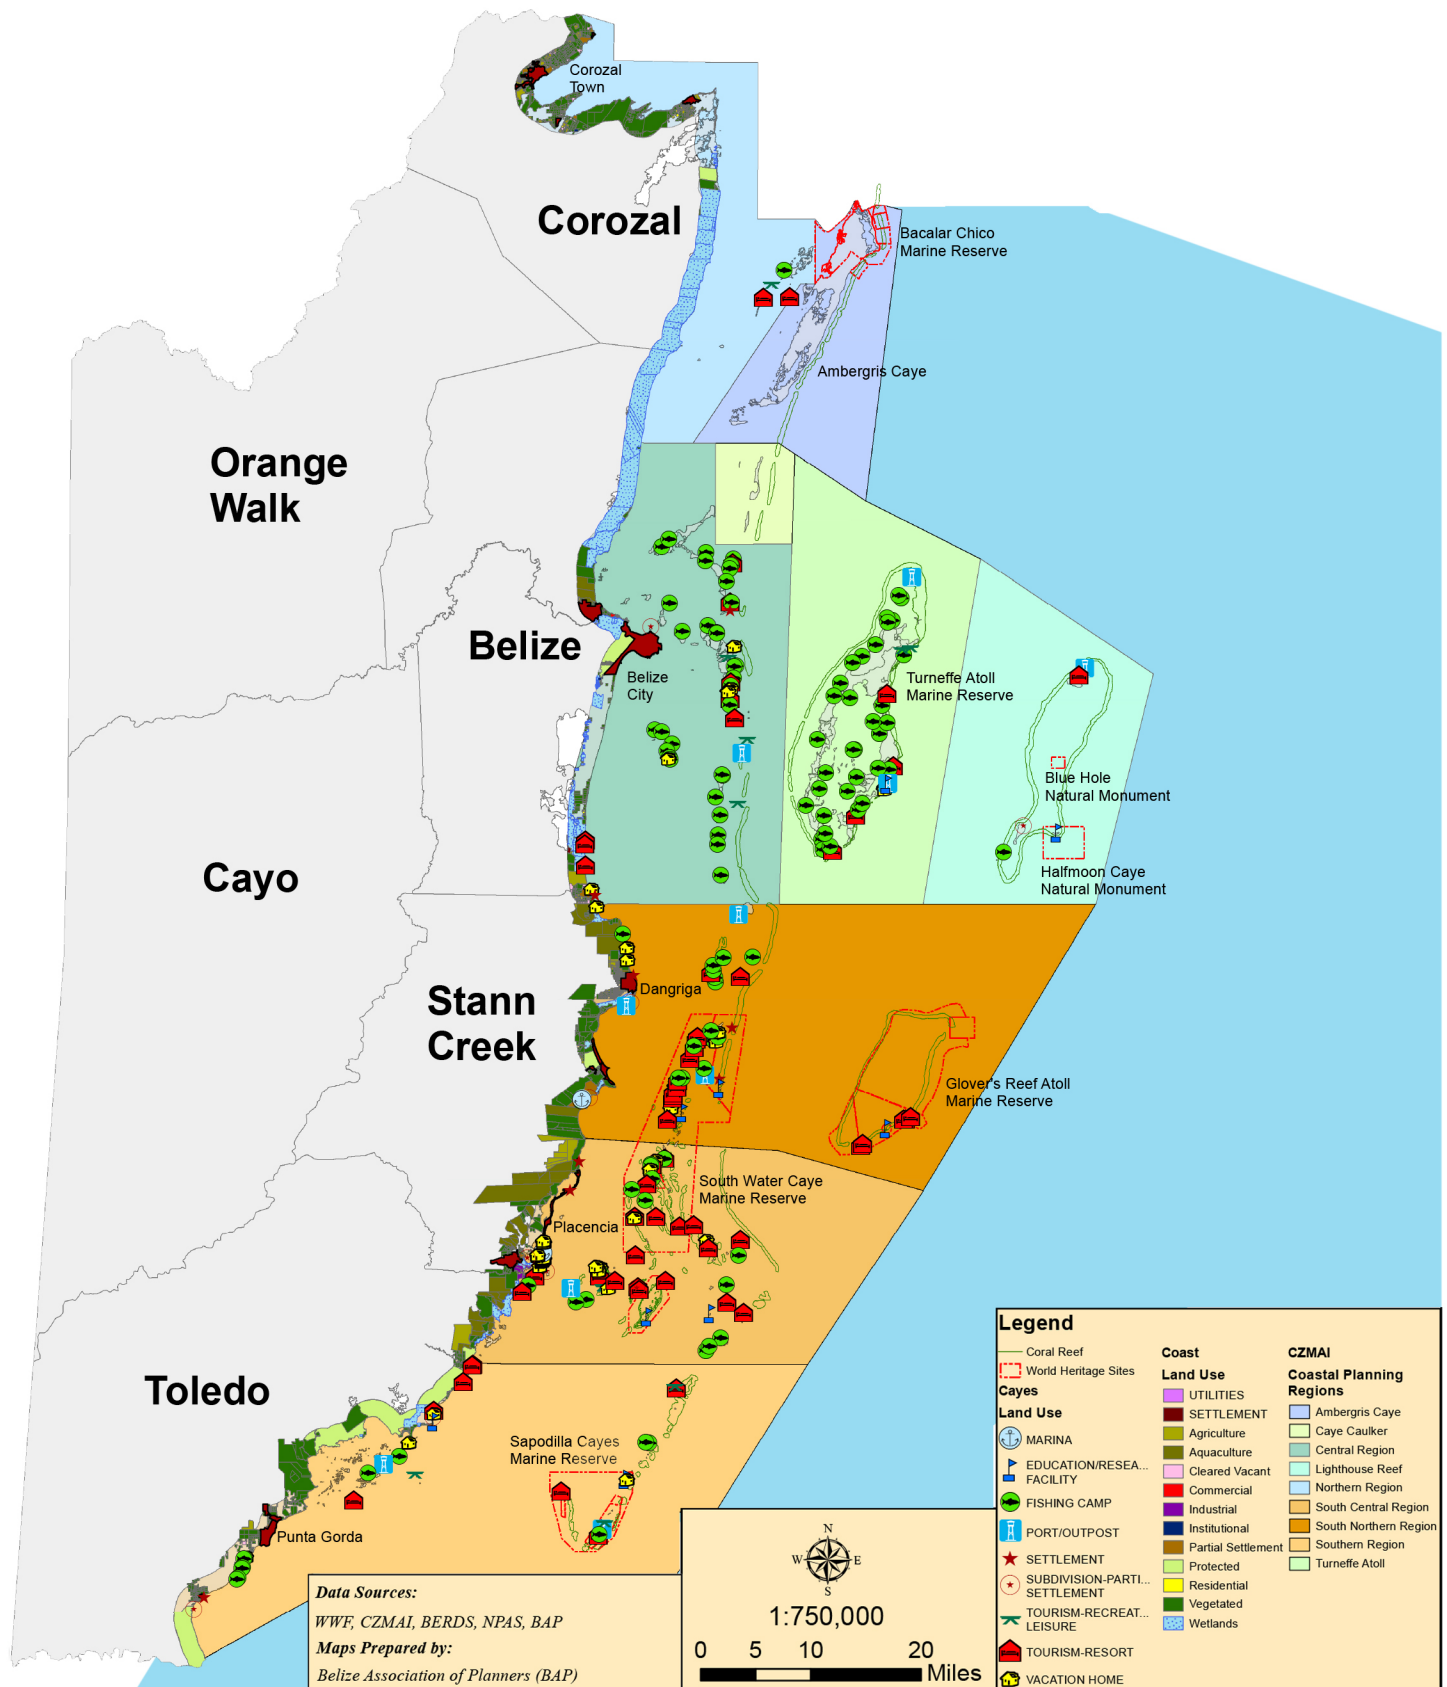 Corozal
Town
Corozal
Bacalar Chico
Marine Reserve
Ambergris Caye
Orange
Walk
Belize
Belize
City
Turneffe Atoll
Marine Reserve
Blue Hole
Natural Monument
Halfmoon Caye
Natural Monument
Cayo
Stann
Creek
Dangriga
Glover's Reef Atoll
Marine Reserve
South Water Caye
Marine Reserve
Placencia
Toledo
Sapodilla Cayes
Marine Reserve
Punta Gorda
Legend
Coral Reef
World Heritage Sites
Cayes
Land Use
MARINA
EDUCATION/RESEA...
FACILITY
FISHING CAMP
PORT/OUTPOST
SETTLEMENT
SUBDIVISION-PARTI...
SETTLEMENT
TOURISM-RECREAT...
LEISURE
TOURISM-RESORT
VACATION HOME
Coast
Land Use
UTILITIES
SETTLEMENT
Agriculture
Aquaculture
Cleared Vacant
Commercial
Industrial
Institutional
Partial Settlement
Protected
Residential
Vegetated
Wetlands
CZMAI
Coastal Planning
Regions
Ambergris Caye
Caye Caulker
Central Region
Lighthouse Reef
Northern Region
South Central Region
South Northern Region
Southern Region
Turneffe Atoll
Data Sources:
WWF, CZMAI, BERDS, NPAS, BAP
Maps Prepared by:
Belize Association of Planners (BAP)
N
W E
S
1:750,000
0 5 10 20
Miles